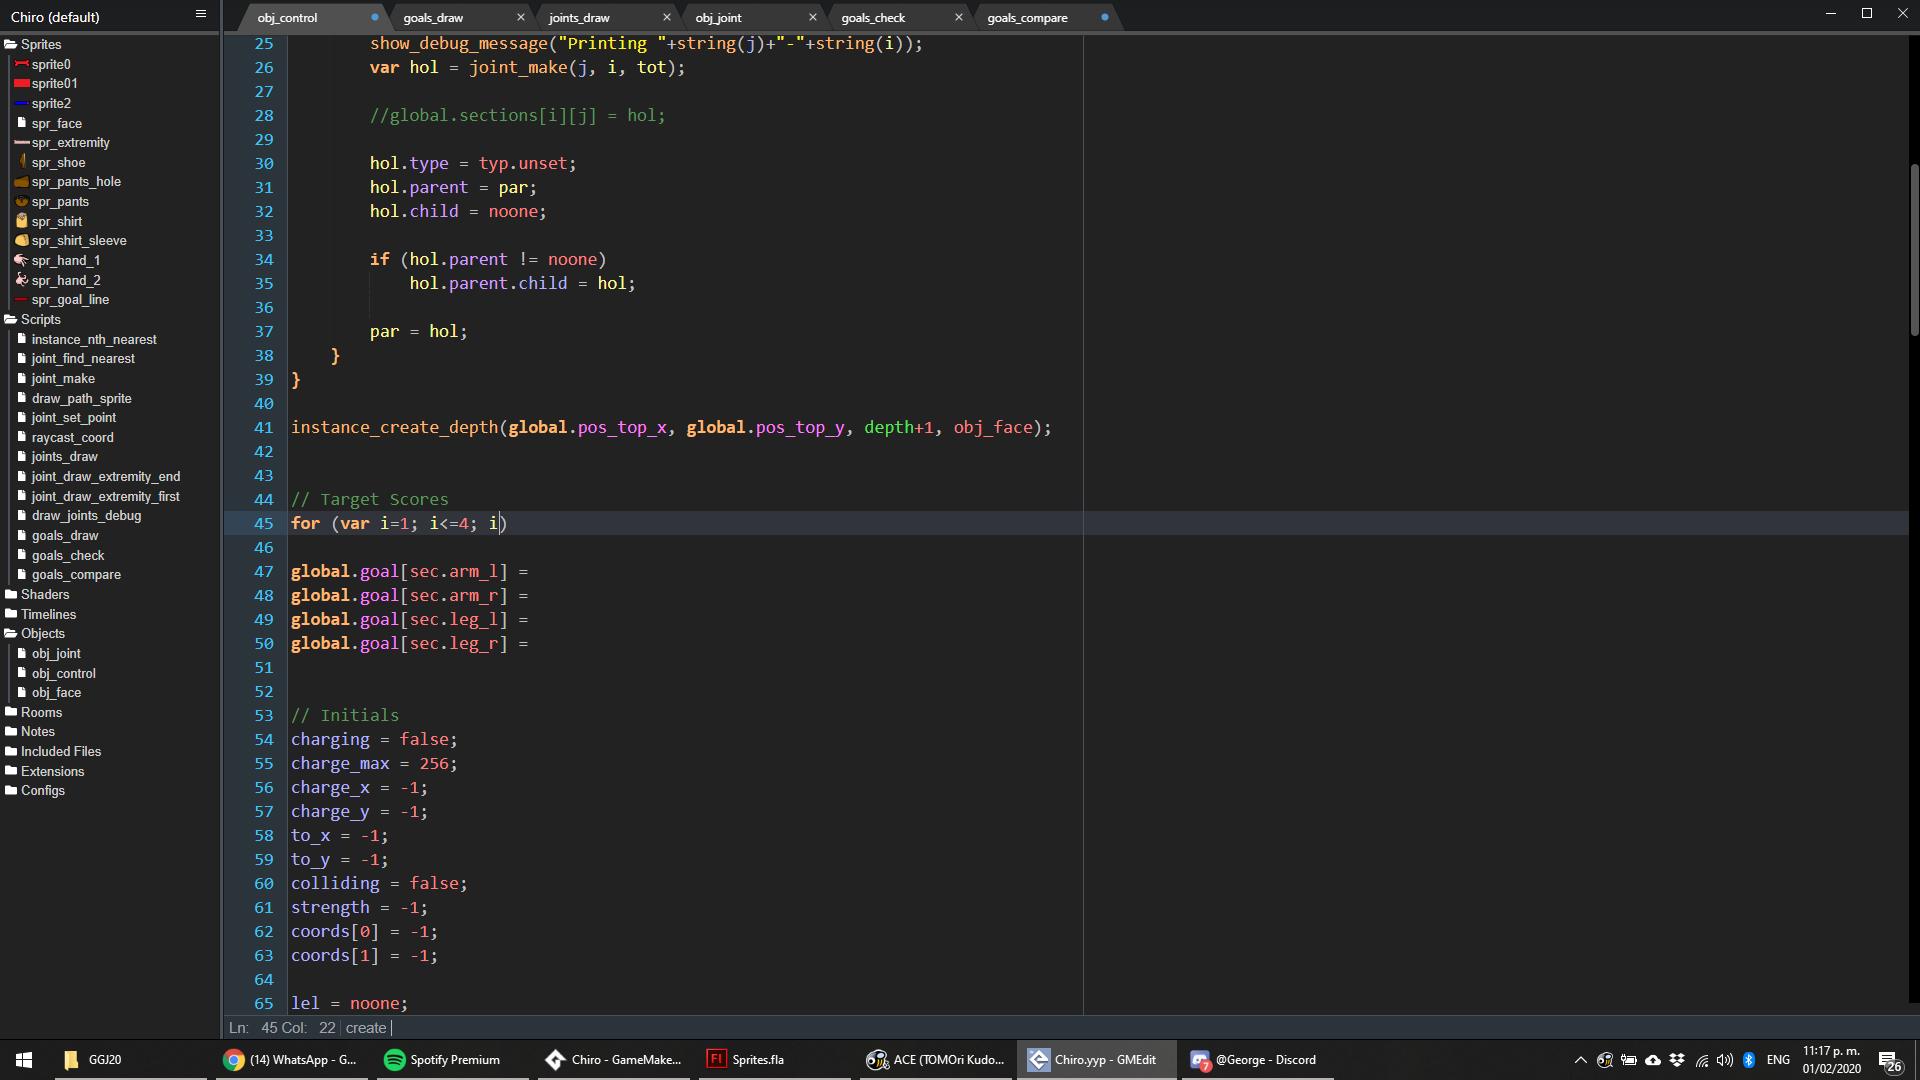 Chiro (default)
obj_control
goals_draw
joints_draw
obj_joint
goals_check
goals_compare
Sprites
sprite0
sprite01
sprite2
spr_face
spr_extremity
spr_shoe
spr_pants_hole
spr_pants
spr_shirt
spr_shirt_sleeve
spr_hand_1
spr_hand_2
spr_goal_line
Scripts
instance_nth_nearest
joint_find_nearest
joint_make
draw_path_sprite
joint_set_point
raycast_coord
joints_draw
joint_draw_extremity_end
joint_draw_extremity_first
draw_joints_debug
goals_draw
goals_check
goals_compare
Shaders
Timelines
Objects
obj_joint
obj_control
obj_face
Rooms
Notes
Included Files
Extensions
Configs
25 show_debug_message("Printing "+string(j)+"-"+string(i));
26 var hol = joint_make(j, i, tot);
27
28 //global.sections[i][j] = hol;
29
30 hol.type = typ.unset;
31 hol.parent = par;
32 hol.child = noone;
33
34 if (hol.parent != noone)
35 hol.parent.child = hol;
36
37 par = hol;
38 }
39 }
40
41 instance_create_depth(global.pos_top_x, global.pos_top_y, depth+1, obj_face);
42
43
44 // Target Scores
45 for (var i=1; i<=4; i)
46
47 global.goal[sec.arm_l] =
48 global.goal[sec.arm_r] =
49 global.goal[sec.leg_l] =
50 global.goal[sec.leg_r] =
51
52
53 // Initials
54 charging = false;
55 charge_max = 256;
56 charge_x = -1;
57 charge_y = -1;
58 to_x = -1;
59 to_y = -1;
60 colliding = false;
61 strength = -1;
62 coords[0] = -1;
63 coords[1] = -1;
64
65 lel = noone;
Ln: 45 Col: 22 create
GGJ20
(14) WhatsApp - G...
Spotify Premium
Chiro - GameMake...
Fl
Sprites.fla
ACE (TOMOri Kudo...
Chiro.yyp - GMEdit
7
@George - Discord
ENG
11:17 p. m.
01/02/2020
26